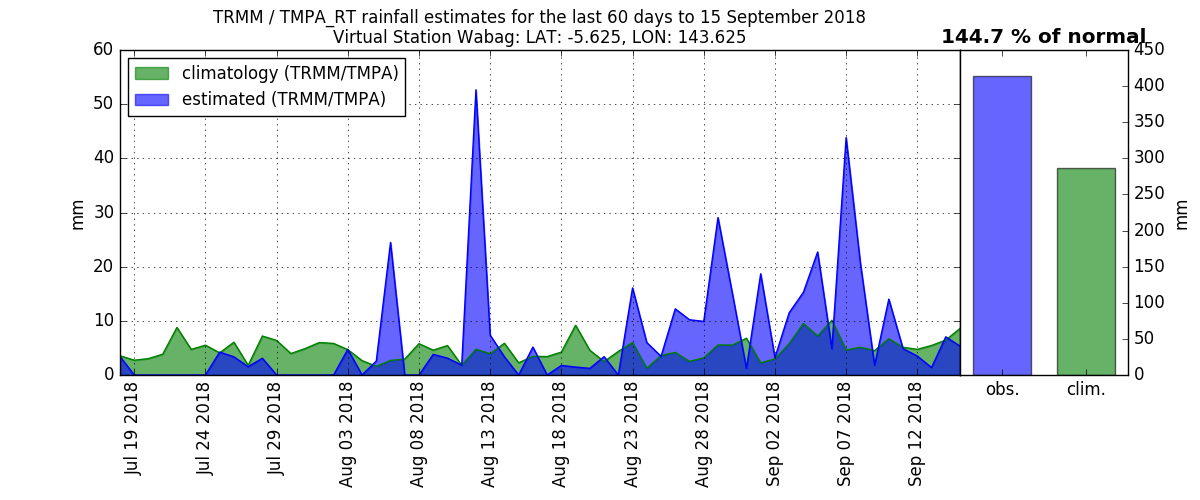 TRMM / TMPA_RT rainfall estimates for the last 60 days to 15 September 2018
Virtual Station Wabag: LAT: -5.625, LON: 143.625
144.7 % of normal
climatology (TRMM/TMPA)
estimated (TRMM/TMPA)
mm
60
50
40
30
20
10
0
Jul 19 2018
Jul 24 2018
Jul 29 2018
Aug 03 2018
Aug 08 2018
Aug 13 2018
Aug 18 2018
Aug 23 2018
Aug 28 2018
Sep 02 2018
Sep 07 2018
Sep 12 2018
obs.
clim.
450
400
350
300
250
200
150
100
50
0
mm